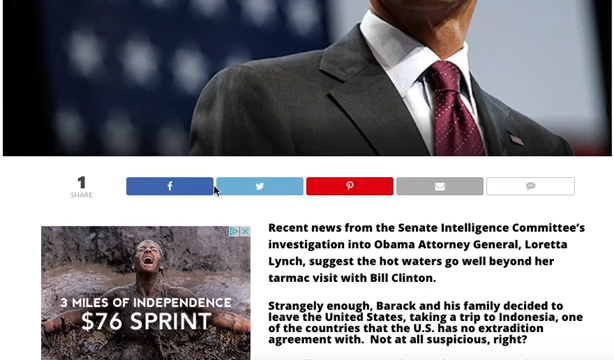 1
SHARE
Recent news from the Senate Intelligence Committee's
investigation into Obama Attorney General, Loretta
Lynch, suggest the hot waters go well beyond her
tarmac visit with Bill Clinton.
3 MILES OF INDEPENDENCE
$76 SPRINT
Strangely enough, Barack and his family decided to
leave the United States, taking a trip to Indonesia, one
of the countries that the U.S. has no extradition
agreement with.  Not at all suspicious, right?